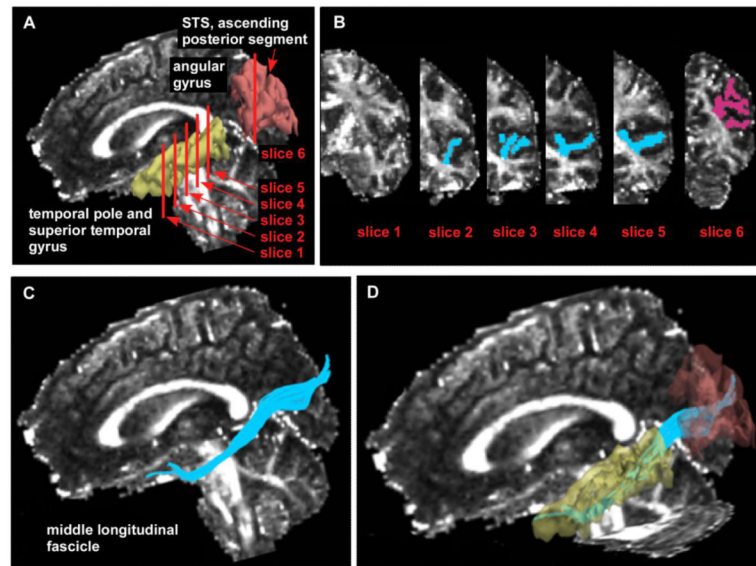 A
STS, ascending
posterior segment
angular
gyrus
slice 6
slice 5
slice 4
slice 3
slice 2
slice 1
temporal pole and
superior temporal
gyrus
B
slice 1 slice 2 slice 3 slice 4 slice 5 slice 6
C
middle longitudinal
fascicle
D